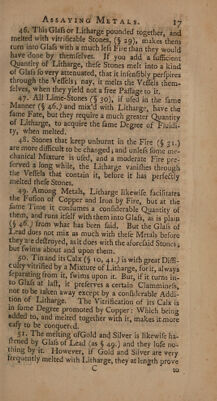 ASSAYING METALS. 17
46. This Glaſs or Litharge pounded together, and
melted with vitrifeſible Stones, (§ 29), makes them
turn into Glaſs with a much leſs Fire than they would
have done by themſelves. If you add a ſufficient
Quantity of Litharge, theſe Stones melt into a kind
of Glaſs ſo very attenuated, that it inſenſibly perſpires
through the Veſſels; nay, it melts the Veſſels them-
ſelves, when they yield not a free Paſſage to it.
47. All Lime-Stones (§ 30), if uſed in the ſame
Manner (§ 46,) and mix'd with Litharge, have the
ſame Fate, but they require a much greater Quantity
of Litharge, to acquire the ſame Degree of Fluidi-
ty, when melted.
48. Stones that keep unburnt in the Fire (§ 31.)
are more difficult to be changed; and unleſs ſome me-
chanical Mixture is uſed, and a moderate Fire pre-
ſerved a long while, the Litharge vaniſhes through
the Veſſels that contain it, before it has perfectly
melted theſe Stones.
49. Among Metals, Litharge likewiſe facilitates
the Fuſion of Copper and Iron by Fire, but at the
ſame Time it conſumes a conſiderable Quantity of
them, and runs itſelf with them into Glaſs, as is plain
(§ 46.) from what has been ſaid. But the Glaſs of
Lead does not mix as much with theſe Metals before
they are deſtroyed, as it does with the aforeſaid Stones,
but ſwims about and upon them.
50. Tin and its Calx (§ 10, 41.) is with great Diffi-
culty vitrified by a Mixture of Litharge, for it, always
ſeparating from it, ſwims upon it. But, if it turns in-
to Glaſs at laſt, it preſerves a certain Clammineſs,
not to be taken away except by a conſiderable Addi-
tion of Litharge. The Vitrification of its Calx is
in ſome Degree promoted by Copper: Which being
added to, and melted together with it, makes it more
eaſy to be conquered.
51. The melting of Gold and Silver is likewiſe ha-
ſtened by Glaſs of Lead (as § 49.) and they loſe no-
thing by it. However, if Gold and Silver are very
frequently melted with Litharge, they at length prove
C to